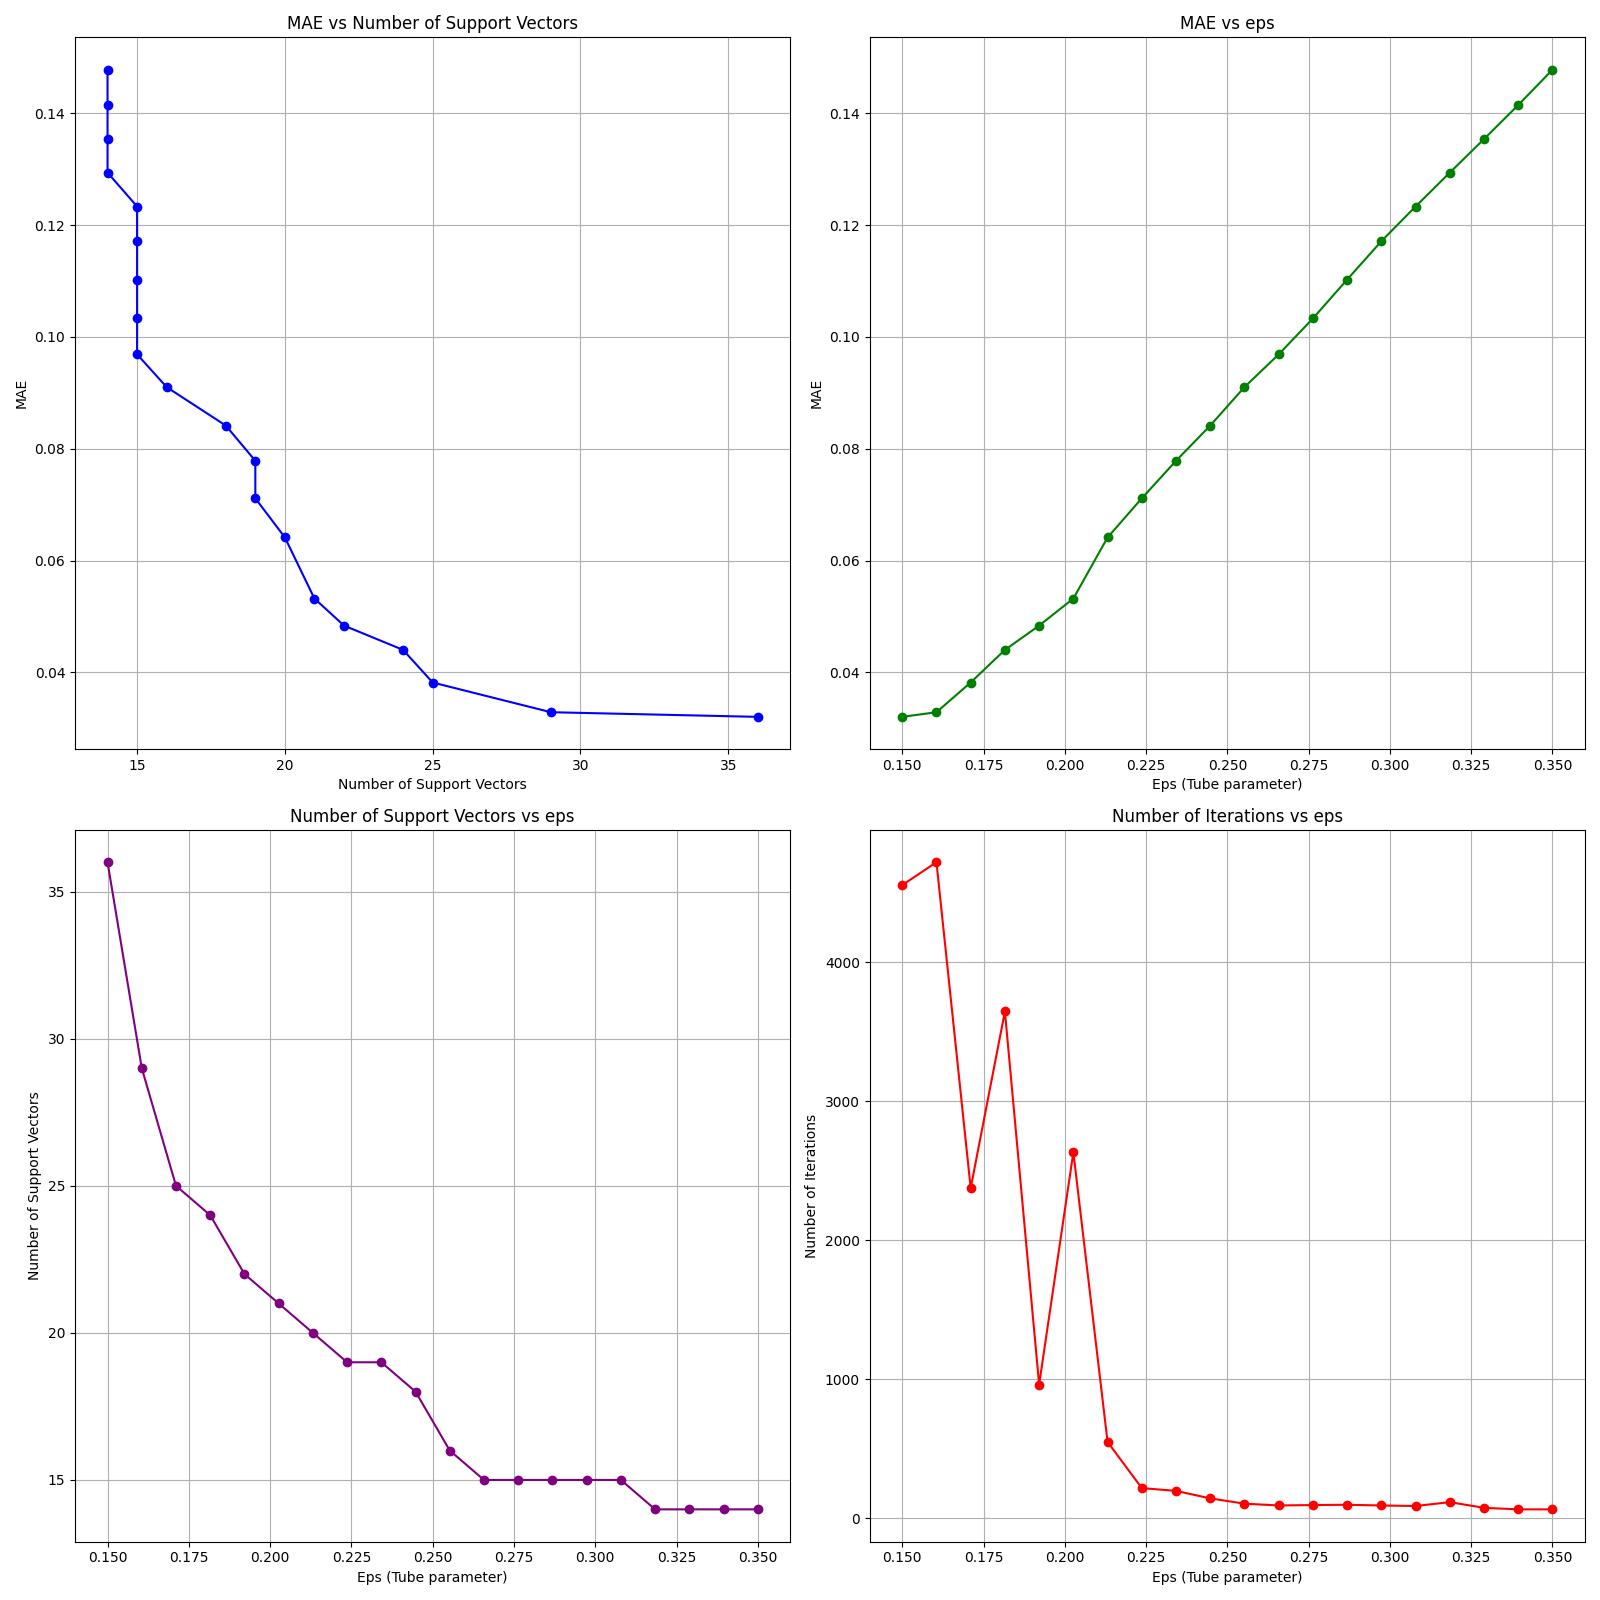 MAE vs Number of Support Vectors
MAE
0.14
0.12
0.10
0.08
0.06
0.04
15 20 25 30 35
Number of Support Vectors
MAE vs eps
MAE
0.14
0.12
0.10
0.08
0.06
0.04
0.150 0.175 0.200 0.225 0.250 0.275 0.300 0.325 0.350
Eps (Tube parameter)
Number of Support Vectors vs eps
Number of Support Vectors
35
30
25
20
15
0.150 0.175 0.200 0.225 0.250 0.275 0.300 0.325 0.350
Eps (Tube parameter)
Number of Iterations vs eps
Number of Iterations
4000
3000
2000
1000
0
0.150 0.175 0.200 0.225 0.250 0.275 0.300 0.325 0.350
Eps (Tube parameter)